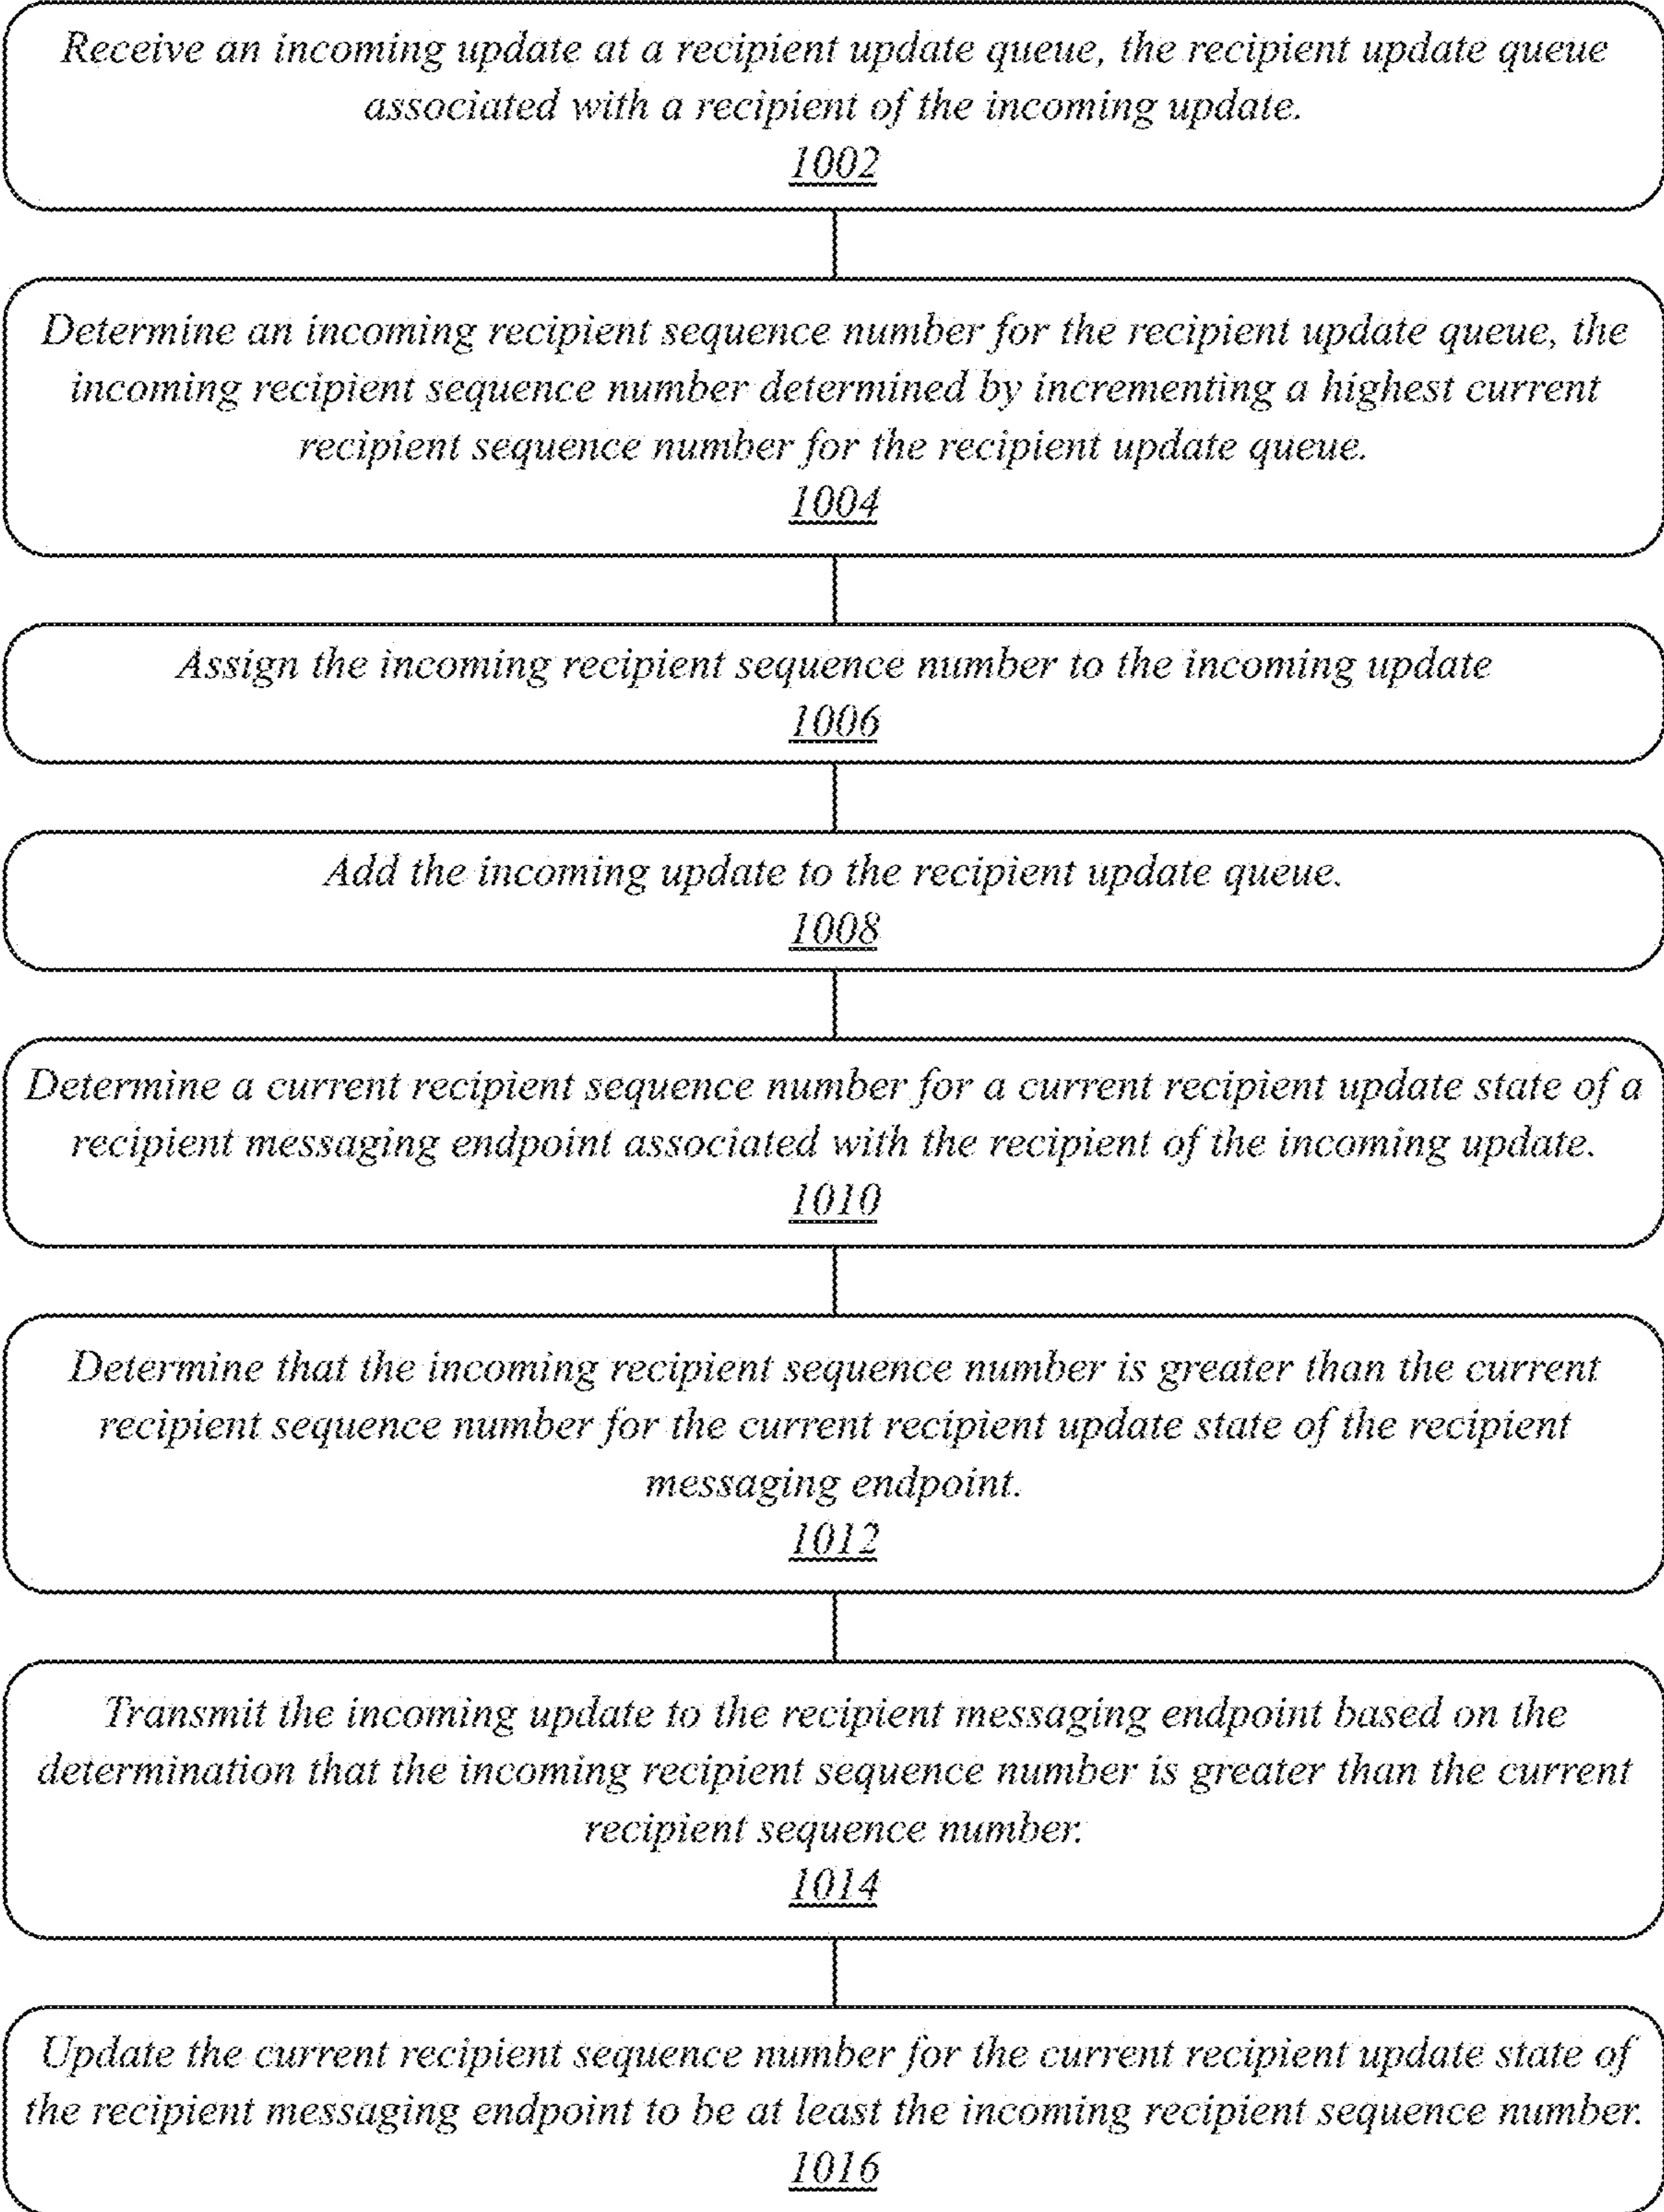 Receive an incoming update at a recipient update queue, the recipient update queue
associated with a recipient of the incoming update.
1002
Determine an incoming recipient sequence number for the recipient update queue, the
incoming recipient sequence number determined by incrementing a highest current
recipient sequence number for the recipient update queue.
1004
Assign the incoming recipient sequence number to the incoming update
1006
Add the incoming update to the recipient update queue.
1008
Determine a current recipient sequence number for a current recipient update state of a
recipient messaging endpoint associated with the recipient of the incoming update.
1010
Determine that the incoming recipient sequence number is greater than the current
recipient sequence number for the current recipient update state of the recipient
messaging endpoint.
1012
Transmit the incoming update to the recipient messaging endpoint based on the
determination that the incoming recipient sequence number is greater than the current
recipient sequence number.
1014
Update the current recipient sequence number for the current recipient update state of
the recipient messaging endpoint to be at least the incoming recipient sequence number.
1016